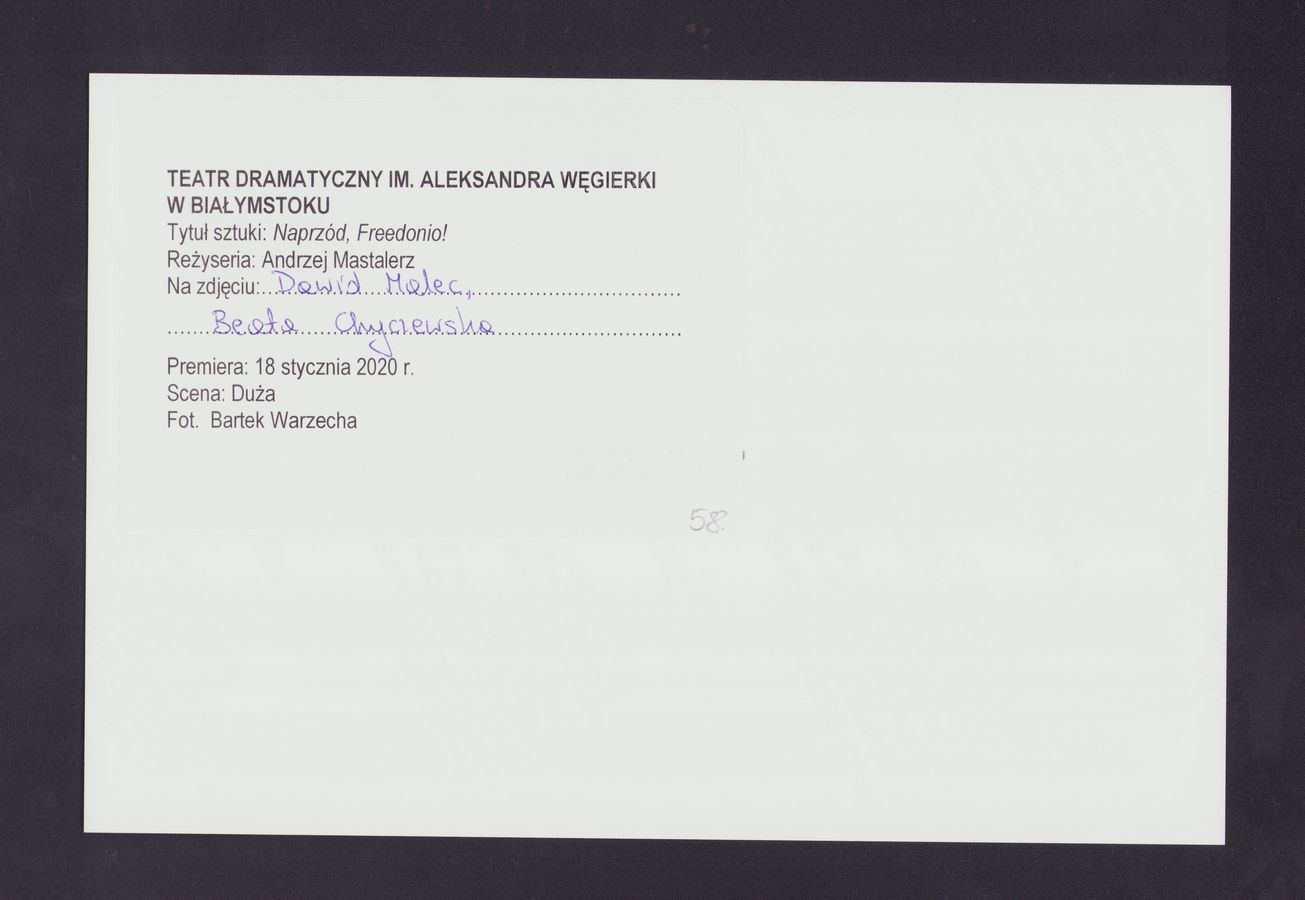 TEATR DRAMATYCZNY IM. ALEKSANDRA WĘGIERKI
W BIAŁYMSTOKU
Tytuł sztuki: Naprzód, Freedonio!
Reżyseria: Andrzej Mastalerz
Na zdjęciu: Dawid Malec,
Beata Chyczewska
Premiera: 18 stycznia 2020 r.
Scena: Duża
Fot. Bartek Warzecha
58.